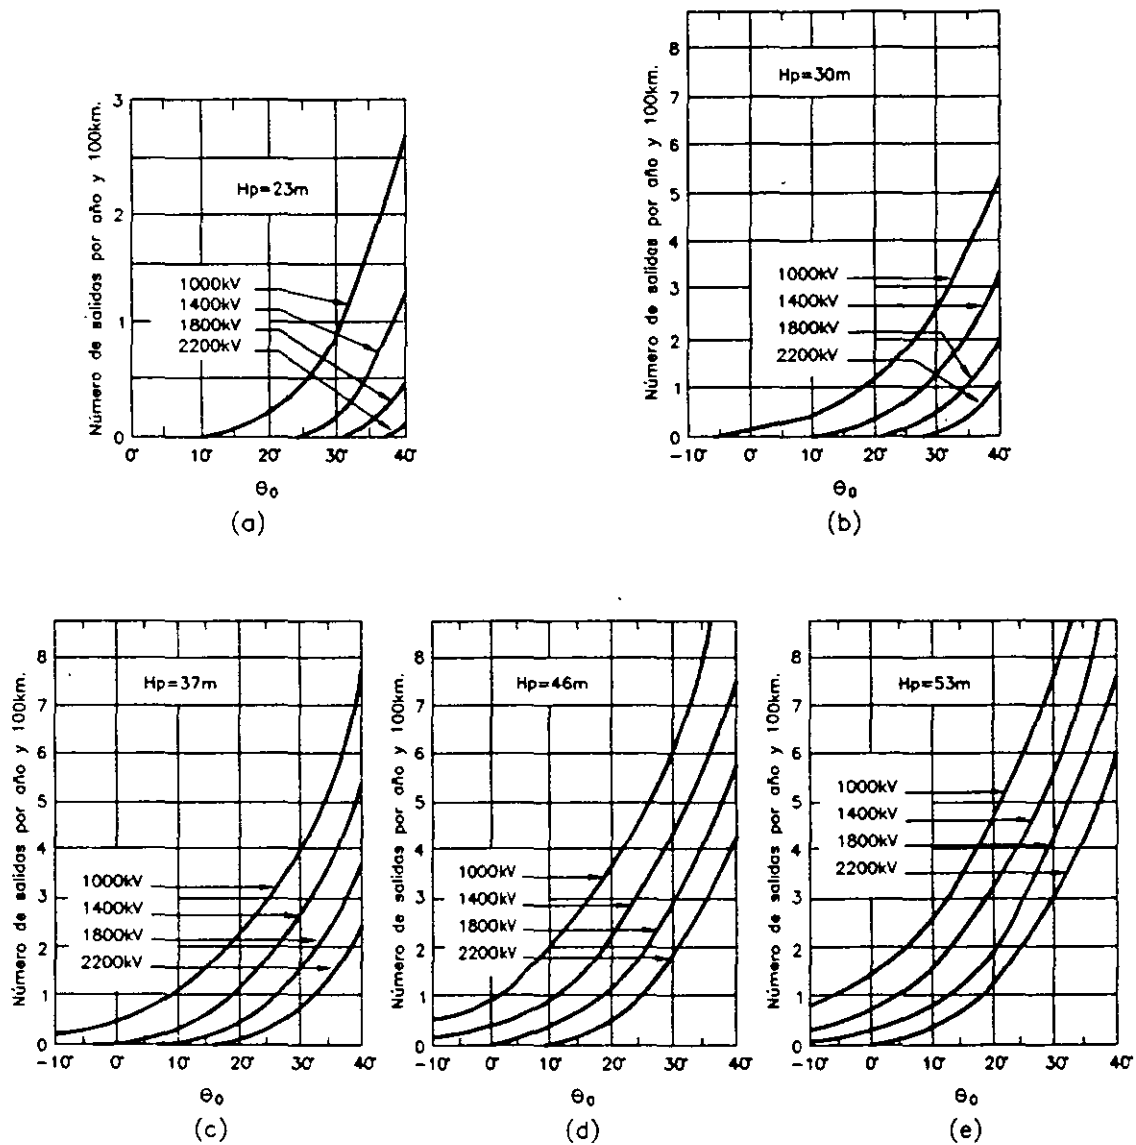 Número de salidas por año y 100km.
3
2
1
0
Hp=23m
1000kV
1400kV
1800kV
2200kV
0° 10° 20° 30° 40°
θ₀
(a)
Número de salidas por año y 100km.
8
7
6
5
4
3
2
1
0
Hp=30m
1000kV
1400kV
1800kV
2200kV
-10° 0° 10° 20° 30° 40°
θ₀
(b)
Número de salidas por año y 100km.
8
7
6
5
4
3
2
1
0
Hp=37m
1000kV
1400kV
1800kV
2200kV
-10° 0° 10° 20° 30° 40°
θ₀
(c)
Número de salidas por año y 100km.
8
7
6
5
4
3
2
1
0
Hp=46m
1000kV
1400kV
1800kV
2200kV
-10° 0° 10° 20° 30° 40°
θ₀
(d)
Número de salidas por año y 100km.
8
7
6
5
4
3
2
1
0
Hp=53m
1000kV
1400kV
1800kV
2200kV
-10° 0° 10° 20° 30° 40°
θ₀
(e)